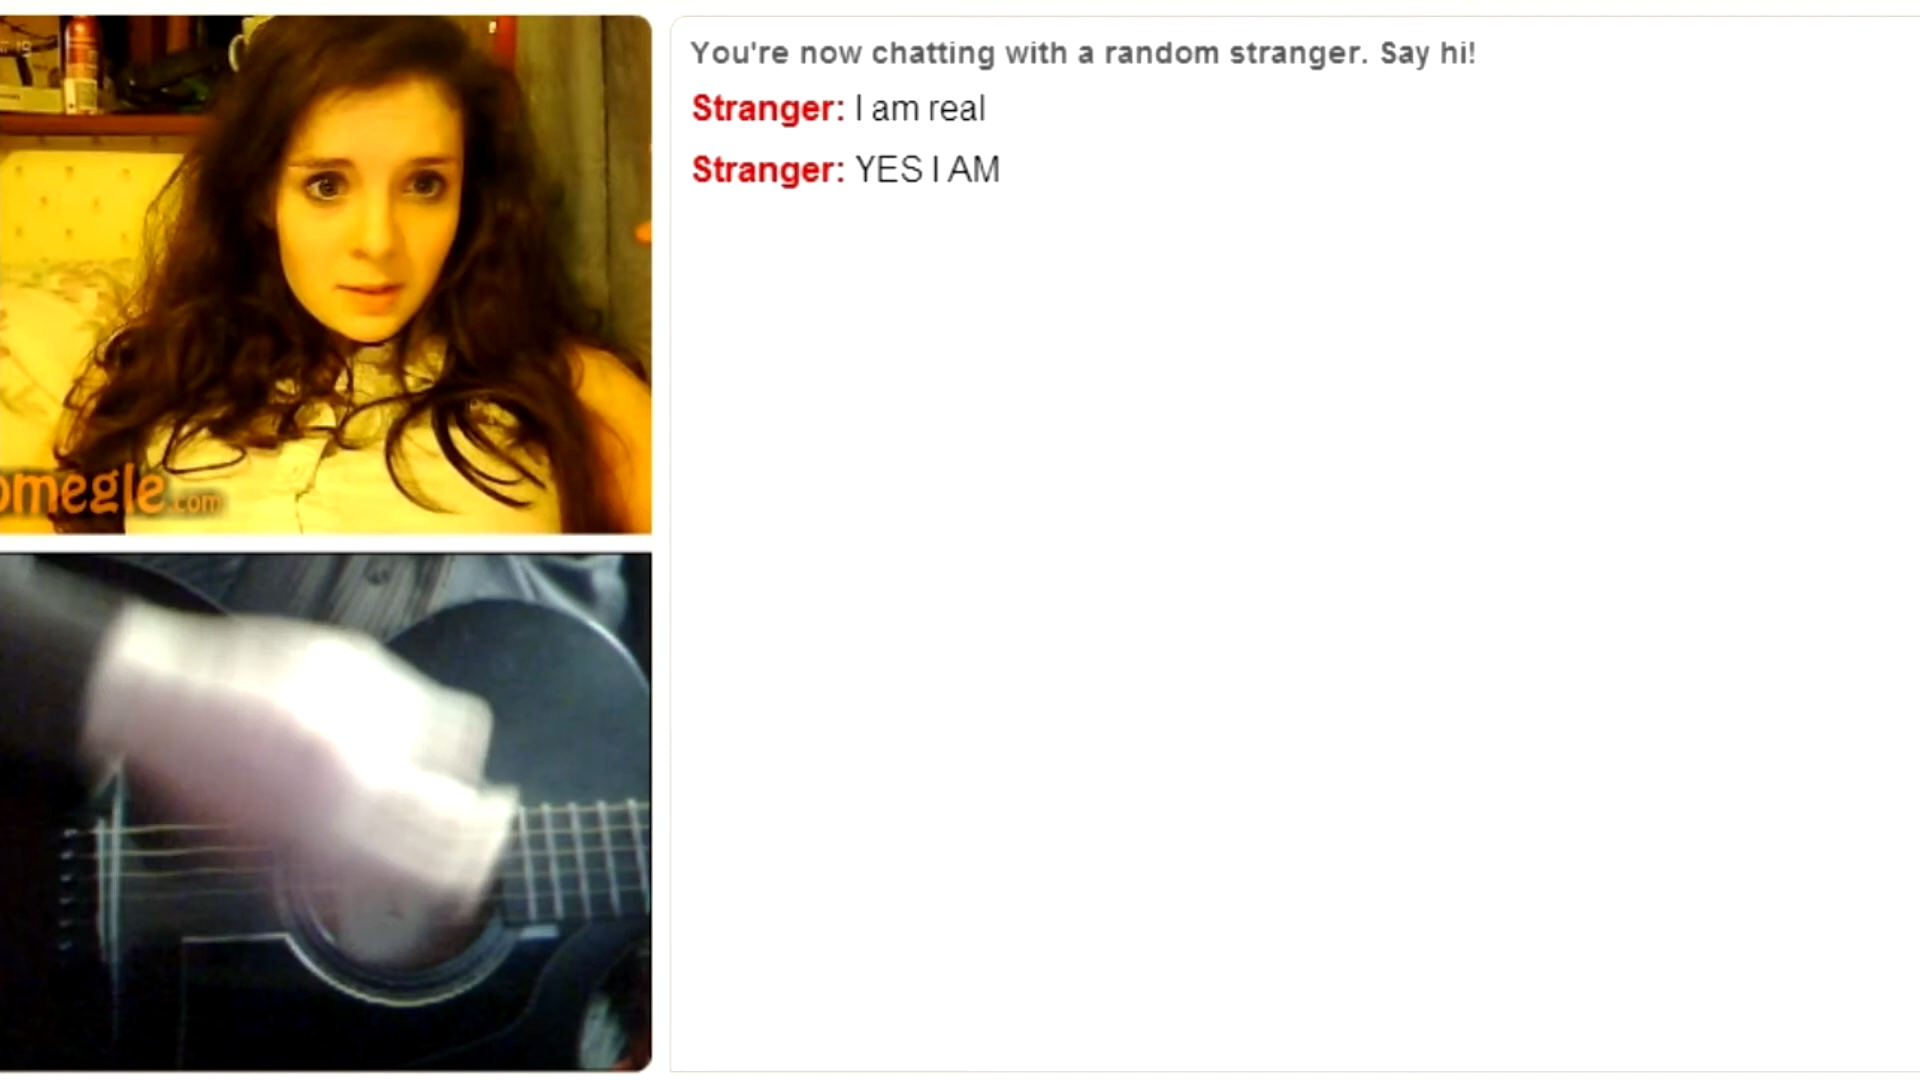 You're now chatting with a random stranger. Say hi!
Stranger: I am real
Stranger: YES I AM
omegle.com